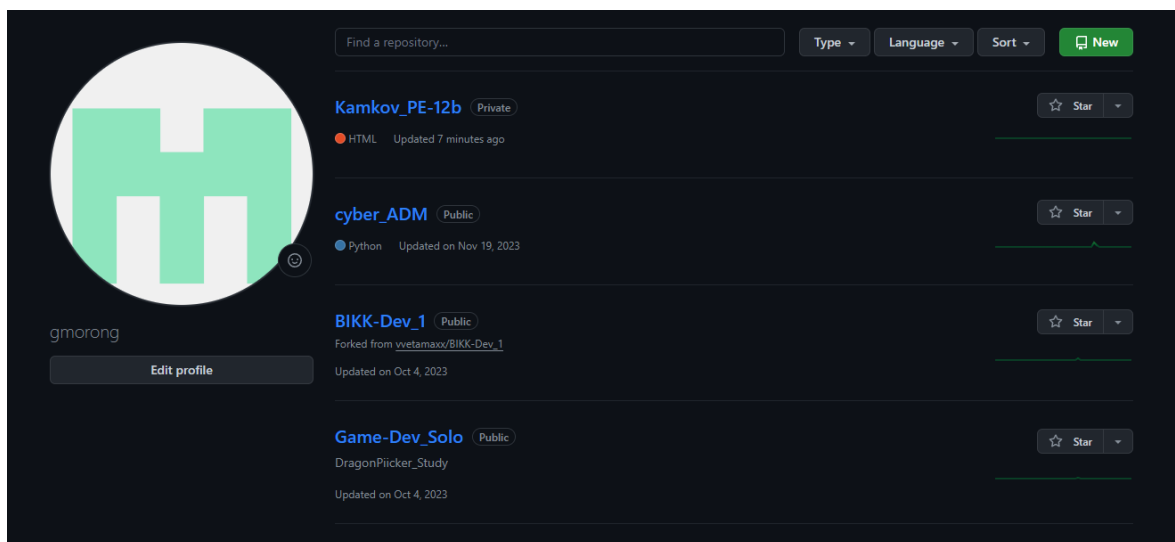 Find a repository...
Type
Language
Sort
New
Kamkov_PE-12b Private
Star
HTML Updated 7 minutes ago
cyber_ADM Public
Star
Python Updated on Nov 19, 2023
BIKK-Dev_1 Public
Star
Forked from vvetamaxx/BIKK-Dev_1
Updated on Oct 4, 2023
gmorong
Edit profile
Game-Dev_Solo Public
Star
DragonPiicker_Study
Updated on Oct 4, 2023